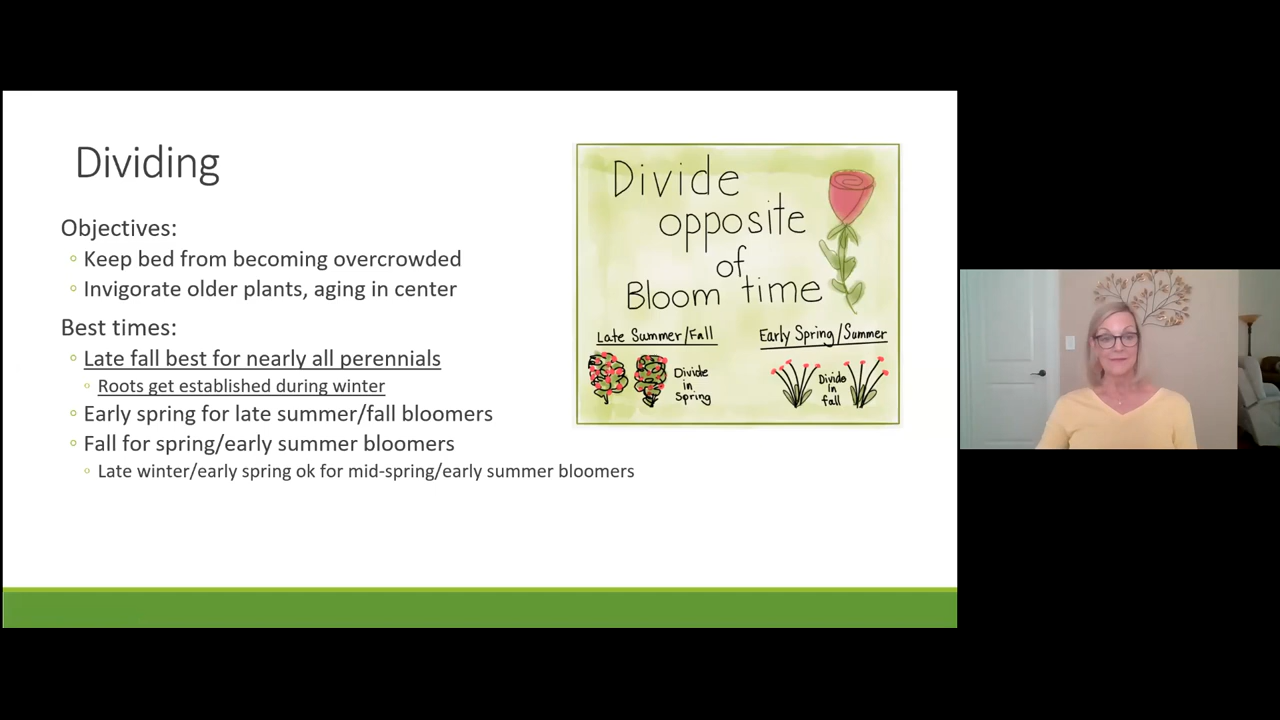 Dividing
Objectives:
◦ Keep bed from becoming overcrowded
◦ Invigorate older plants, aging in center
Best times:
◦ Late fall best for nearly all perennials
◦ Roots get established during winter
◦ Early spring for late summer/fall bloomers
◦ Fall for spring/early summer bloomers
◦ Late winter/early spring ok for mid-spring/early summer bloomers
Divide
opposite
of
Bloom time
Late Summer/Fall
Divide
in
Spring
Early Spring/Summer
Divide
in
fall